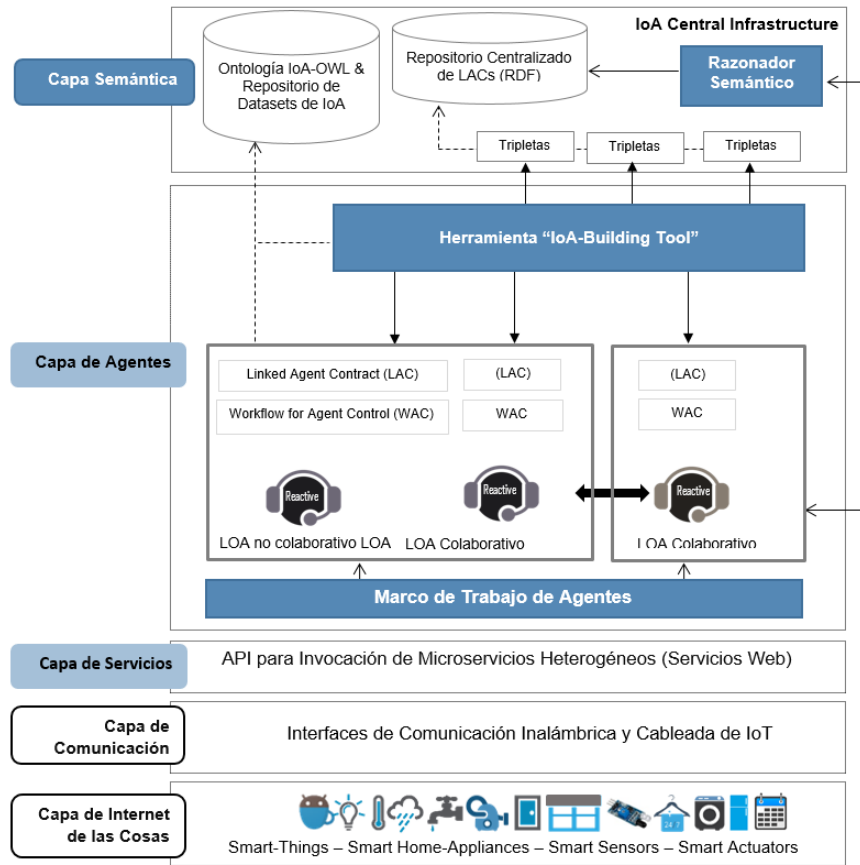 IoA Central Infrastructure
Capa Semántica
Ontología IoA-OWL &
Repositorio de
Datasets de IoA
Repositorio Centralizado
de LACs (RDF)
Razonador
Semántico
Tripletas
Tripletas
Tripletas
Herramienta “IoA-Building Tool”
Capa de Agentes
Linked Agent Contract (LAC)
(LAC)
(LAC)
Workflow for Agent Control (WAC)
WAC
WAC
Reactive
Reactive
Reactive
LOA no colaborativo LOA
LOA Colaborativo
LOA Colaborativo
Marco de Trabajo de Agentes
Capa de Servicios
API para Invocación de Microservicios Heterogéneos (Servicios Web)
Capa de
Comunicación
Interfaces de Comunicación Inalámbrica y Cableada de IoT
Capa de Internet
de las Cosas
24 7
Smart-Things – Smart Home-Appliances – Smart Sensors – Smart Actuators